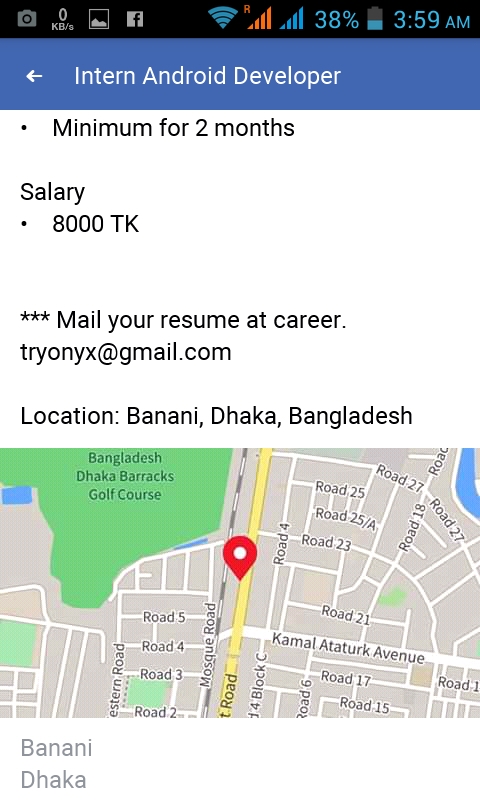 0
KB/s
R
38%
3:59 AM
Intern Android Developer
• Minimum for 2 months
Salary
• 8000 TK
*** Mail your resume at career.
tryonyx@gmail.com
Location: Banani, Dhaka, Bangladesh
Bangladesh
Dhaka Barracks
Golf Course
Road 27
Road
Road 25
Road 25/A
Road 18
Road 27
Road 4
Road 23
Road 5
Road 21
Mosque Road
Road 4
Kamal Ataturk Avenue
estern Road
Road 3
Road 17
Road 1
t Road
d 4 Block C
Road 6
Road 2
Road 15
Banani
Dhaka